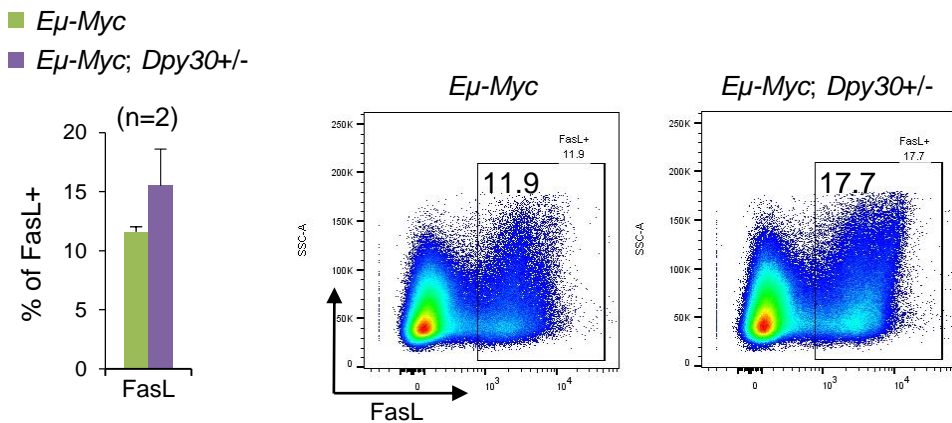 Eμ-Myc
Eμ-Myc; Dpy30+/-
(n=2)
% of FasL+
20
15
10
5
0
FasL
Eμ-Myc
250K
200K
150K
100K
50K
0
SSC-A
FasL+
11.9
11.9
0
10³
10⁴
FasL
Eμ-Myc; Dpy30+/-
250K
200K
150K
100K
50K
0
SSC-A
FasL+
17.7
17.7
0
10³
10⁴